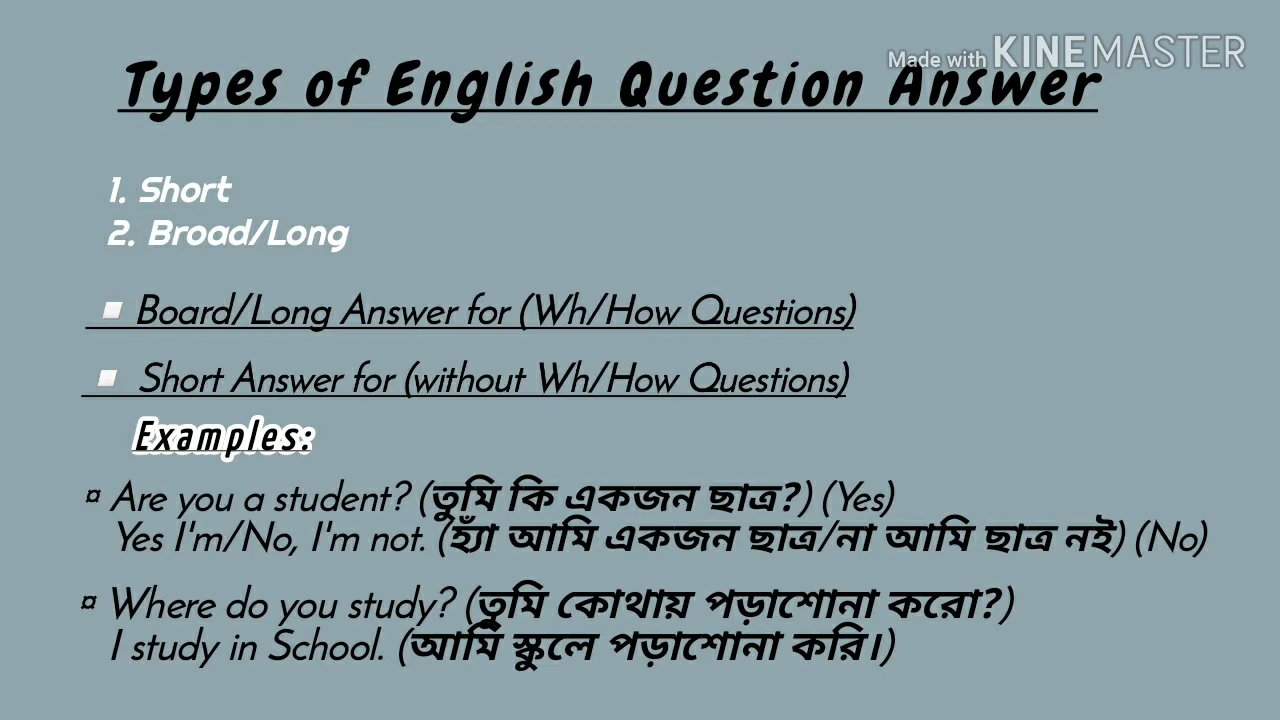 Made with KINEMASTER
Types of English Question Answer
1. Short
2. Broad/Long
▫ Board/Long Answer for (Wh/How Questions)
▫ Short Answer for (without Wh/How Questions)
Examples:
¤ Are you a student? (তুমি কি একজন ছাত্র?) (Yes)
Yes I'm/No, I'm not. (হ্যাঁ আমি একজন ছাত্র/না আমি ছাত্র নই) (No)
¤ Where do you study? (তুমি কোথায় পড়াশোনা করো?)
I study in School. (আমি স্কুলে পড়াশোনা করি।)